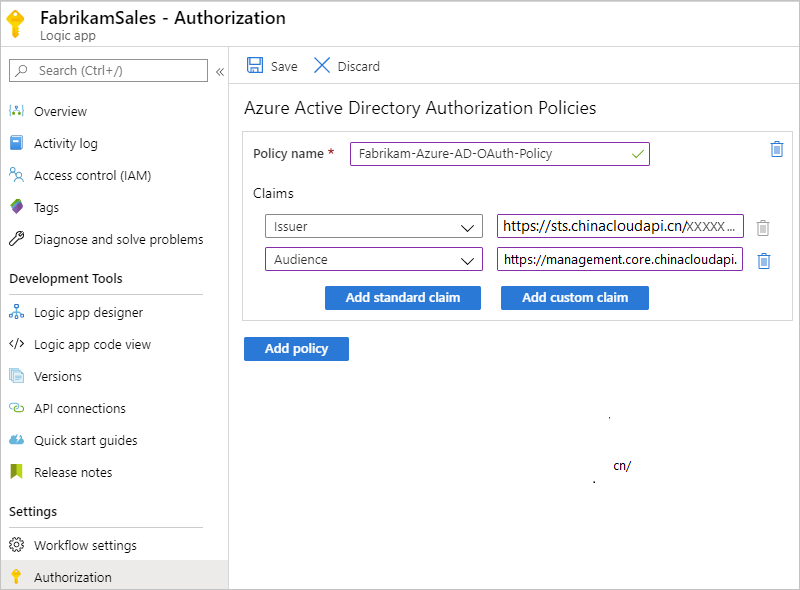 FabrikamSales - Authorization
Logic app
Search (Ctrl+/)
«
Overview
Activity log
Access control (IAM)
Tags
Diagnose and solve problems
Development Tools
Logic app designer
Logic app code view
Versions
API connections
Quick start guides
Release notes
Settings
Workflow settings
Authorization
Save
Discard
Azure Active Directory Authorization Policies
Policy name *
Fabrikam-Azure-AD-OAuth-Policy
Claims
Issuer
https://sts.chinacloudapi.cn/XXXXX...
Audience
https://management.core.chinacloudapi.
Add standard claim
Add custom claim
Add policy
cn/